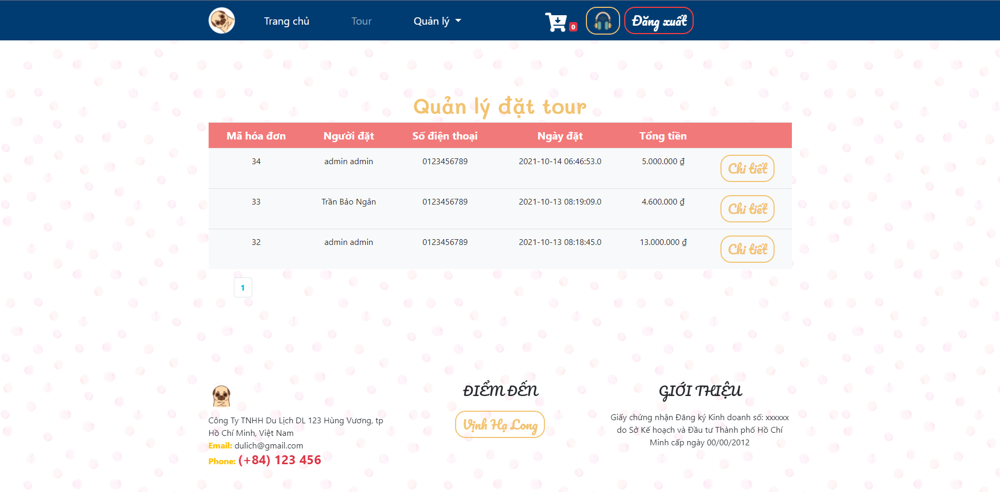 Trang chủ
Tour
Quản lý
0
Đăng xuất
Quản lý đặt tour
Mã hóa đơn Người đặt Số điện thoại Ngày đặt Tổng tiền
34 admin admin 0123456789 2021-10-14 06:46:53.0 5.000.000 ₫ Chi tiết
33 Trần Bảo Ngân 0123456789 2021-10-13 08:19:09.0 4.600.000 ₫ Chi tiết
32 admin admin 0123456789 2021-10-13 08:18:45.0 13.000.000 ₫ Chi tiết
1
Công Ty TNHH Du Lịch DL 123 Hùng Vương, tp
Hồ Chí Minh, Việt Nam
Email: dulich@gmail.com
Phone: (+84) 123 456
ĐIỂM ĐẾN
Vịnh Hạ Long
GIỚI THIỆU
Giấy chứng nhận Đăng ký Kinh doanh số: xxxxxx
do Sở Kế hoạch và Đầu tư Thành phố Hồ Chí
Minh cấp ngày 00/00/2012